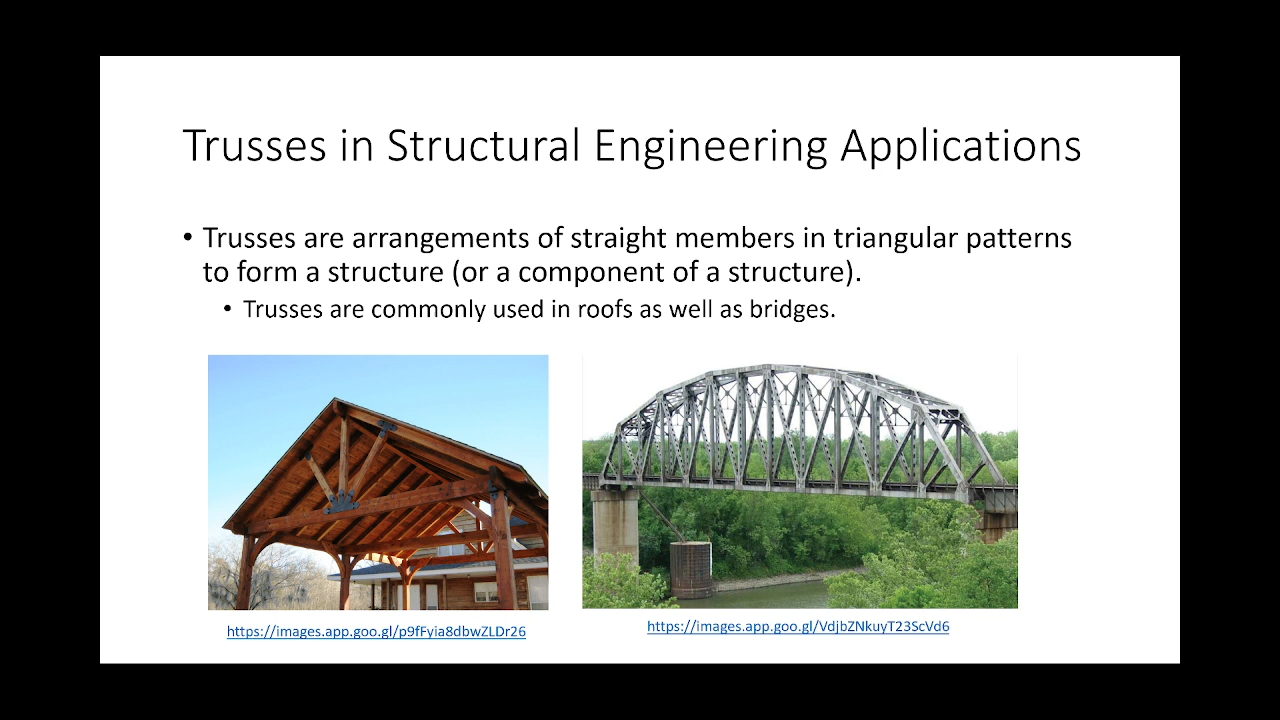 Trusses in Structural Engineering Applications
• Trusses are arrangements of straight members in triangular patterns
to form a structure (or a component of a structure).
• Trusses are commonly used in roofs as well as bridges.
https://images.app.goo.gl/p9fFyia8dbwZLDr26
https://images.app.goo.gl/VdjbZNkuyT23ScVd6